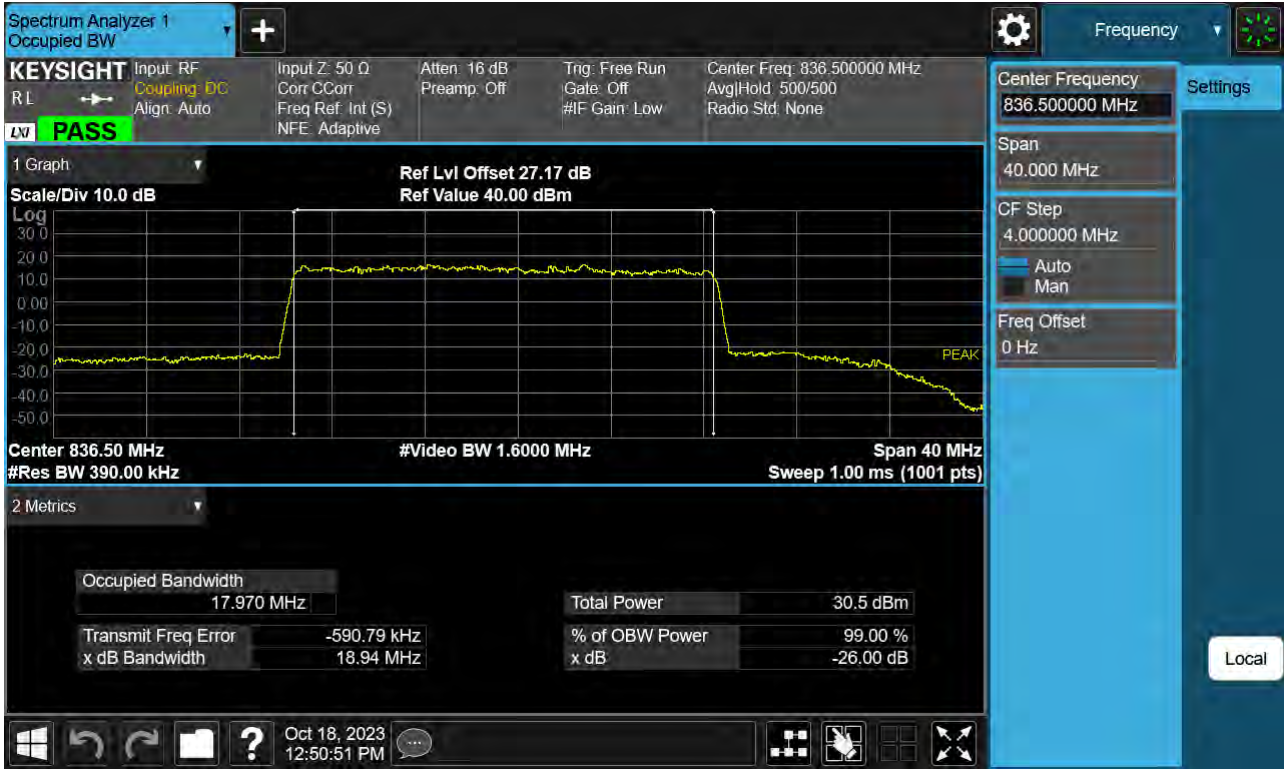 Spectrum Analyzer 1
Occupied BW
Frequency
KEYSIGHT
R L
LXI
PASS
Input: RF
Coupling: DC
Align: Auto
Input Z: 50 Ω
Corr CCorr
Freq Ref: Int (S)
NFE: Adaptive
Atten: 16 dB
Preamp: Off
Trig: Free Run
Gate: Off
#IF Gain: Low
Center Freq: 836.500000 MHz
Avg|Hold: 500/500
Radio Std: None
1 Graph
Scale/Div 10.0 dB
Ref Lvl Offset 27.17 dB
Ref Value 40.00 dBm
Log
30.0
20.0
10.0
0.00
-10.0
-20.0
-30.0
-40.0
-50.0
PEAK
Center 836.50 MHz
#Video BW 1.6000 MHz
Span 40 MHz
#Res BW 390.00 kHz
Sweep 1.00 ms (1001 pts)
2 Metrics
Occupied Bandwidth
17.970 MHz
Total Power 30.5 dBm
Transmit Freq Error -590.79 kHz
% of OBW Power 99.00 %
x dB Bandwidth 18.94 MHz
x dB -26.00 dB
?
Oct 18, 2023
12:50:51 PM
Center Frequency
836.500000 MHz
Span
40.000 MHz
CF Step
4.000000 MHz
Auto
Man
Freq Offset
0 Hz
Settings
Local